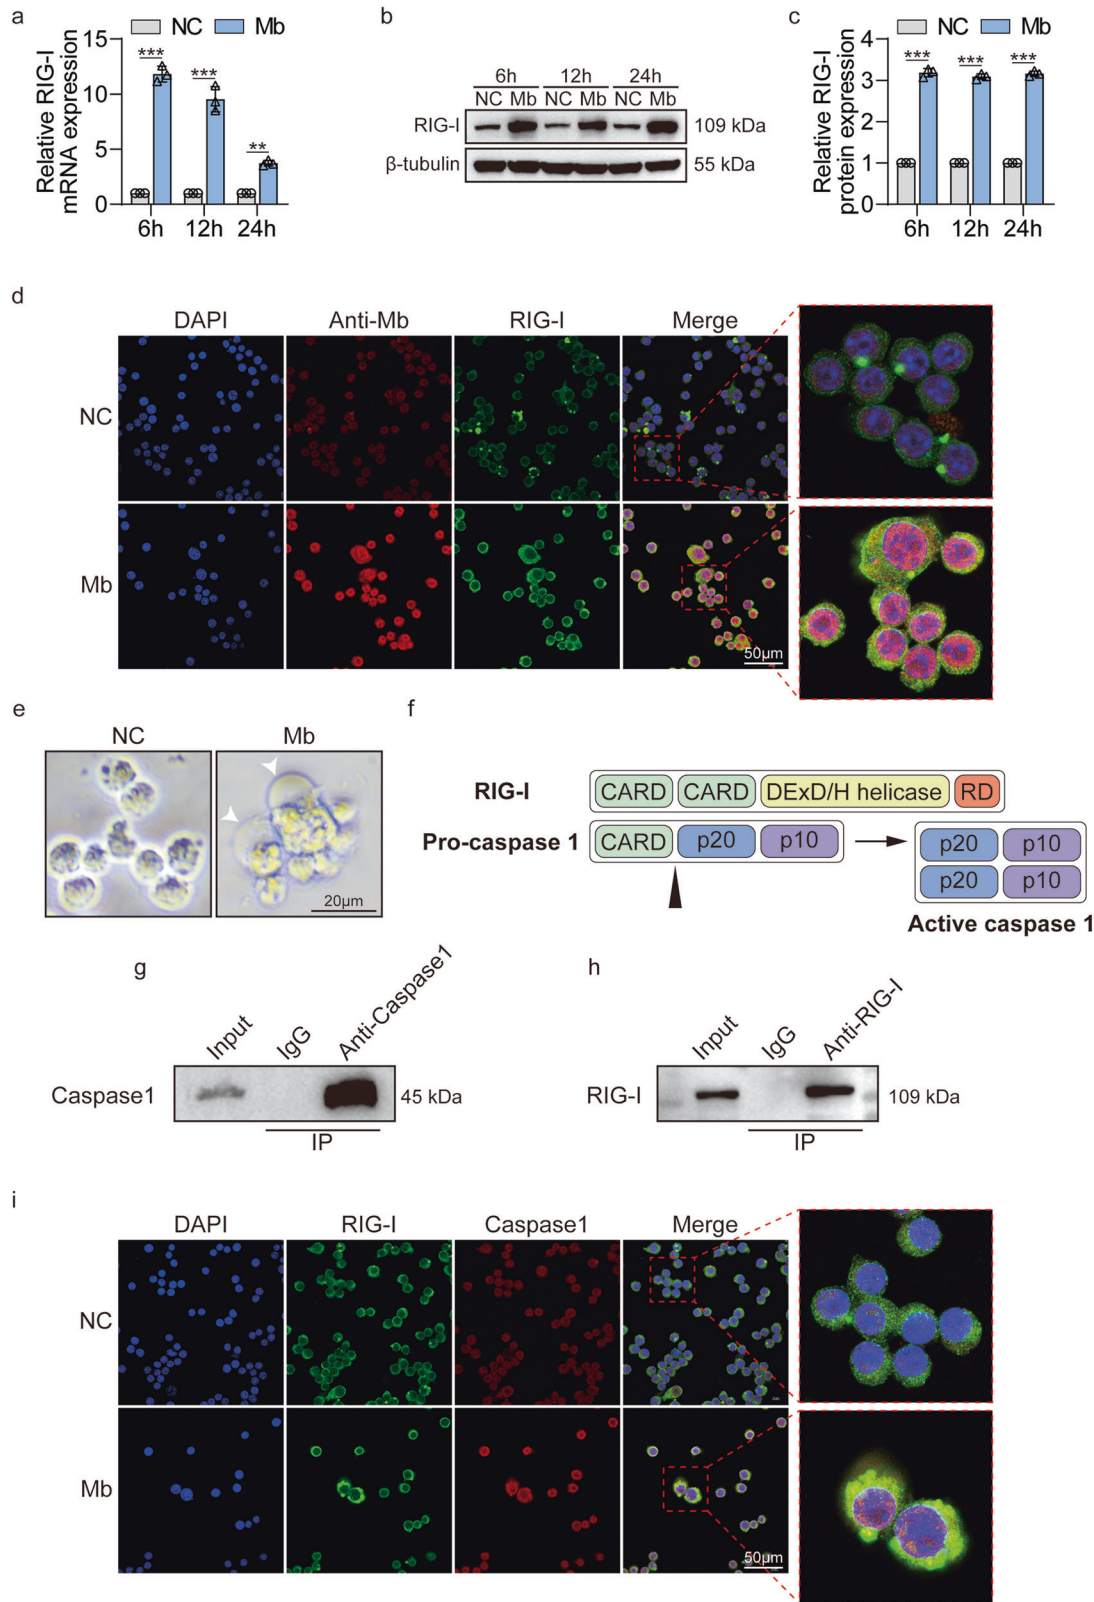 a
NC Mb
Relative RIG-I
mRNA expression
15
10
5
0
***
***
**
6h 12h 24h
b
6h 12h 24h
NC Mb NC Mb NC Mb
RIG-I 109 kDa
β-tubulin 55 kDa
c
NC Mb
Relative RIG-I
protein expression
4
3
2
1
0
*** *** ***
6h 12h 24h
d
DAPI Anti-Mb RIG-I Merge
NC
Mb
50μm
e
NC Mb
20μm
f
RIG-I CARD CARD DExD/H helicase RD
Pro-caspase 1 CARD p20 p10
p20 p10
p20 p10
Active caspase 1
g
Input IgG Anti-Caspase1
Caspase1 45 kDa
IP
h
Input IgG Anti-RIG-I
RIG-I 109 kDa
IP
i
DAPI RIG-I Caspase1 Merge
NC
Mb
50μm